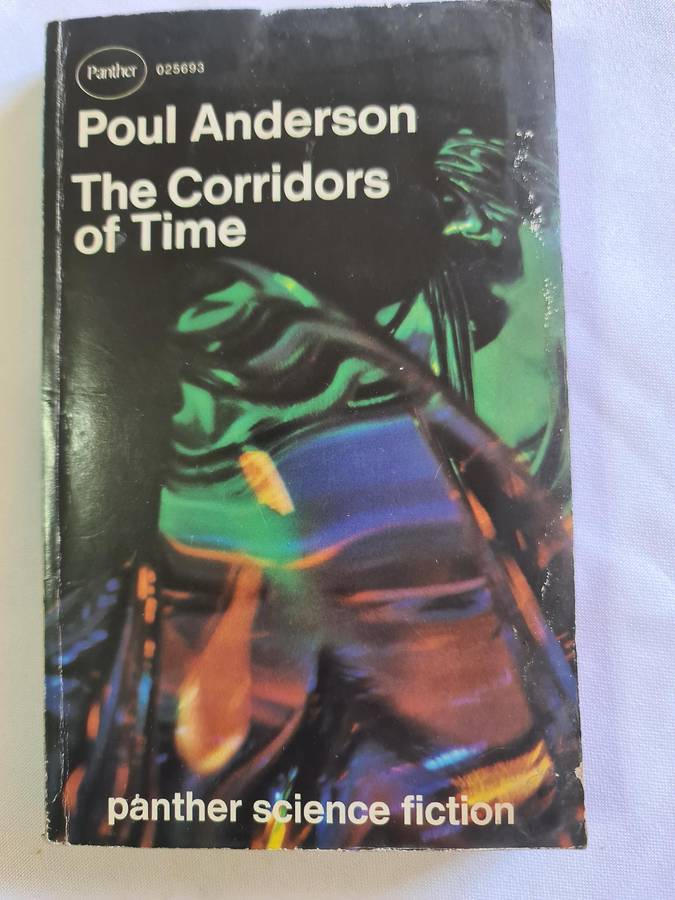 Panther 025693
Poul Anderson
The Corridors
of Time
panther science fiction